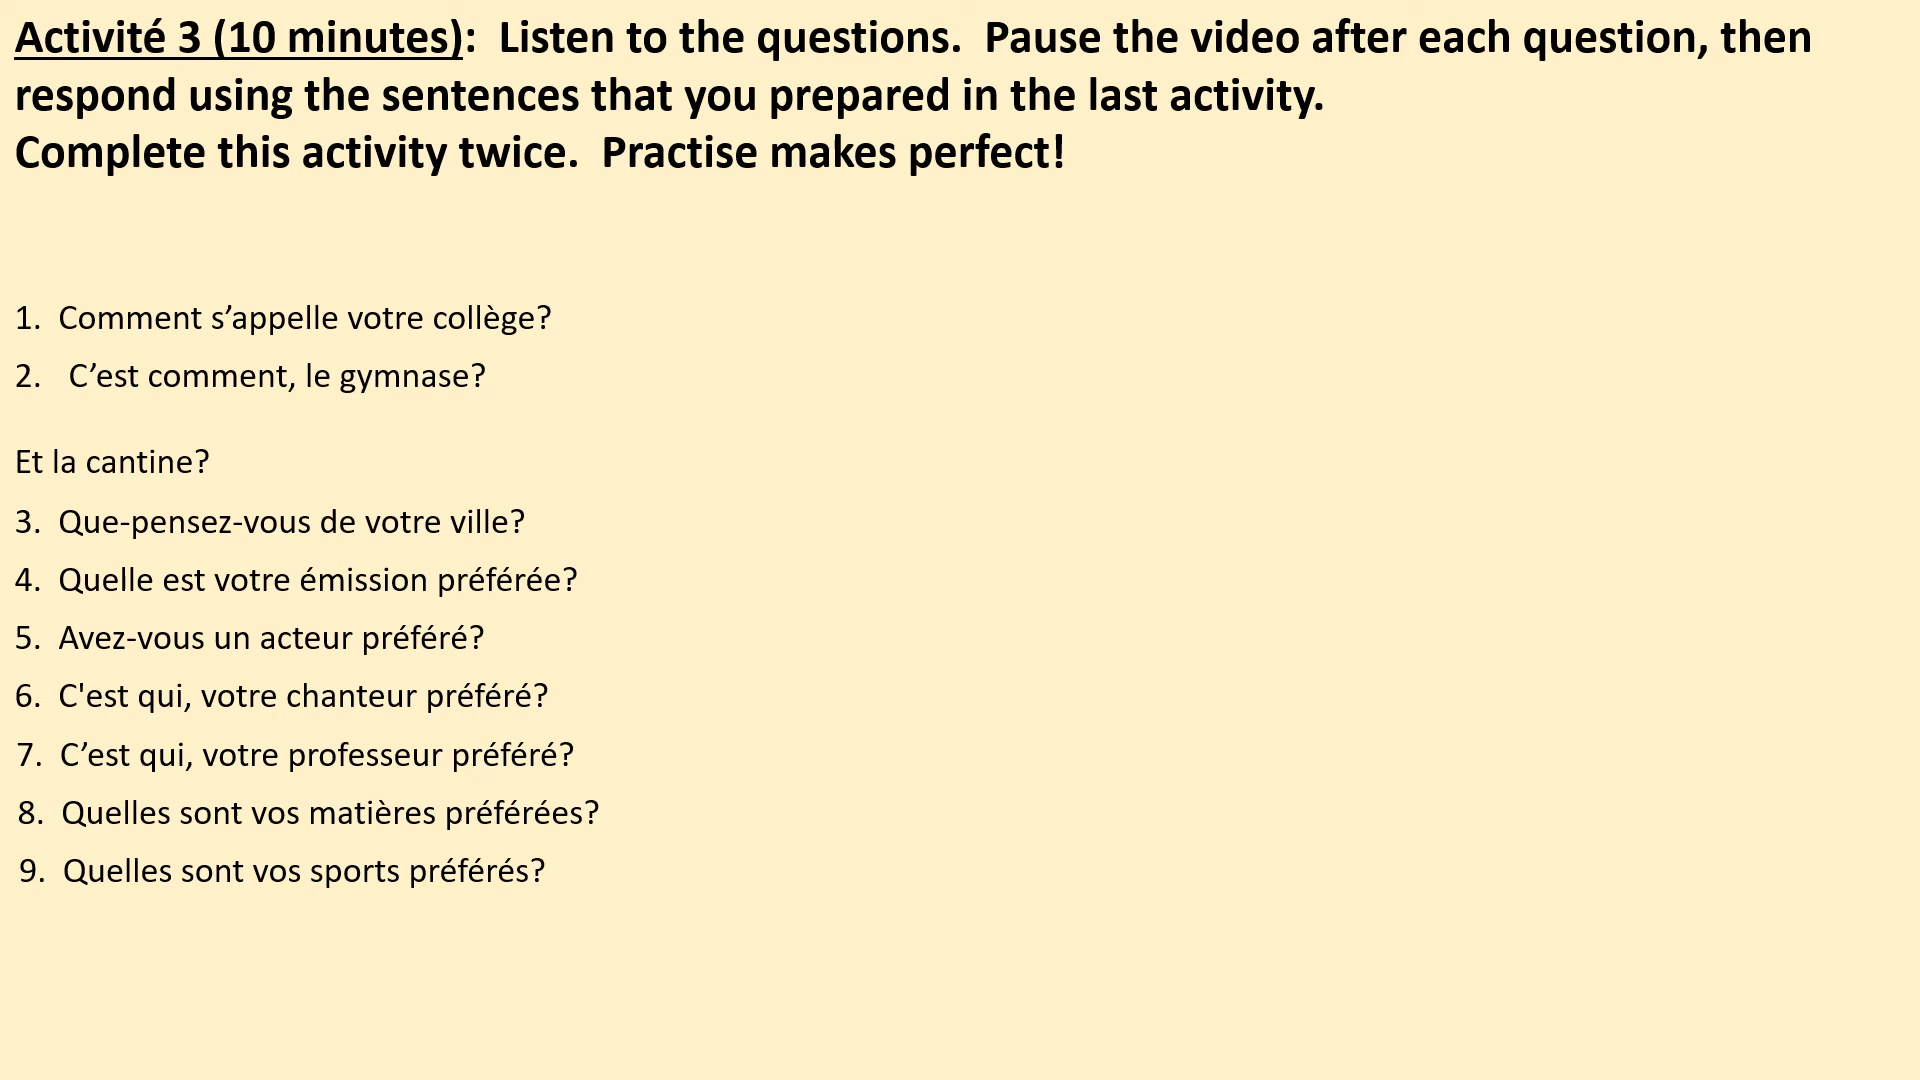 Activité 3 (10 minutes):  Listen to the questions.  Pause the video after each question, then
respond using the sentences that you prepared in the last activity.
Complete this activity twice.  Practise makes perfect!
1.  Comment s’appelle votre collège?
2.   C’est comment, le gymnase?
Et la cantine?
3.  Que-pensez-vous de votre ville?
4.  Quelle est votre émission préférée?
5.  Avez-vous un acteur préféré?
6.  C'est qui, votre chanteur préféré?
7.  C’est qui, votre professeur préféré?
8.  Quelles sont vos matières préférées?
9.  Quelles sont vos sports préférés?